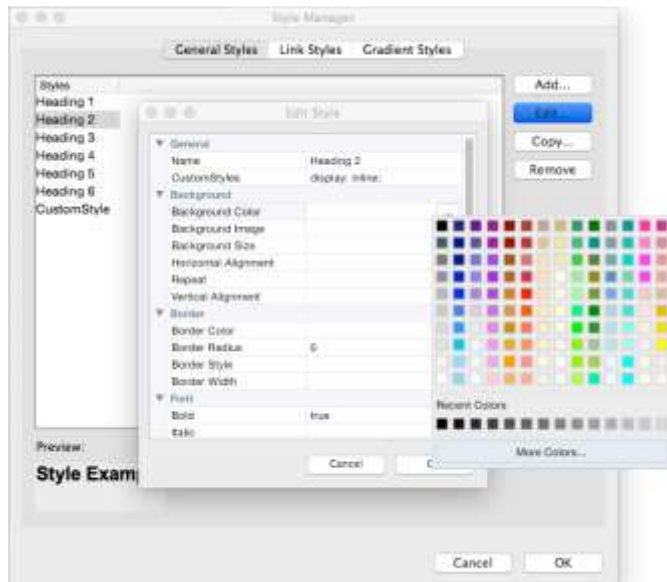 Style Manager
General Styles Link Styles Gradient Styles
Styles
Heading 1
Heading 2
Heading 3
Heading 4
Heading 5
Heading 6
CustomStyle
Add...
Edit...
Copy...
Remove
Edit Style
General
Name Heading 2
CustomStyles display: inline;
Background
Background Color
Background Image
Background Size
Horizontal Alignment
Repeat
Vertical Alignment
Border
Border Color
Border Radius 0
Border Style
Border Width
Font
Bold true
Italic
Cancel
Recent Colors
More Colors...
Preview:
Style Exam
Cancel OK